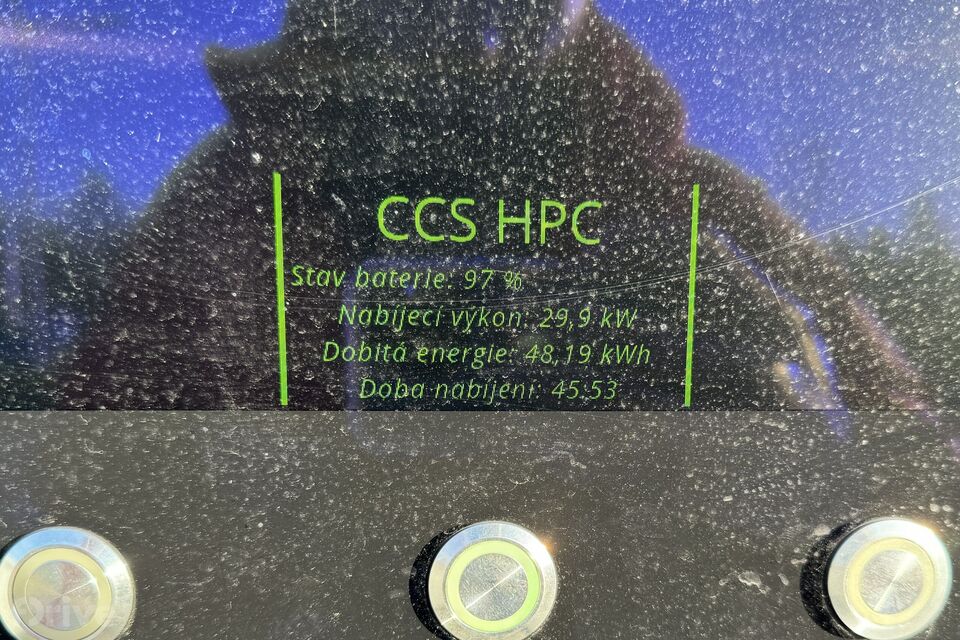 CCS HPC
Stav baterie: 97 %
Nabíjecí výkon: 29,9 kW
Dobitá energie: 48,19 kWh
Doba nabíjení: 45:53
Drive